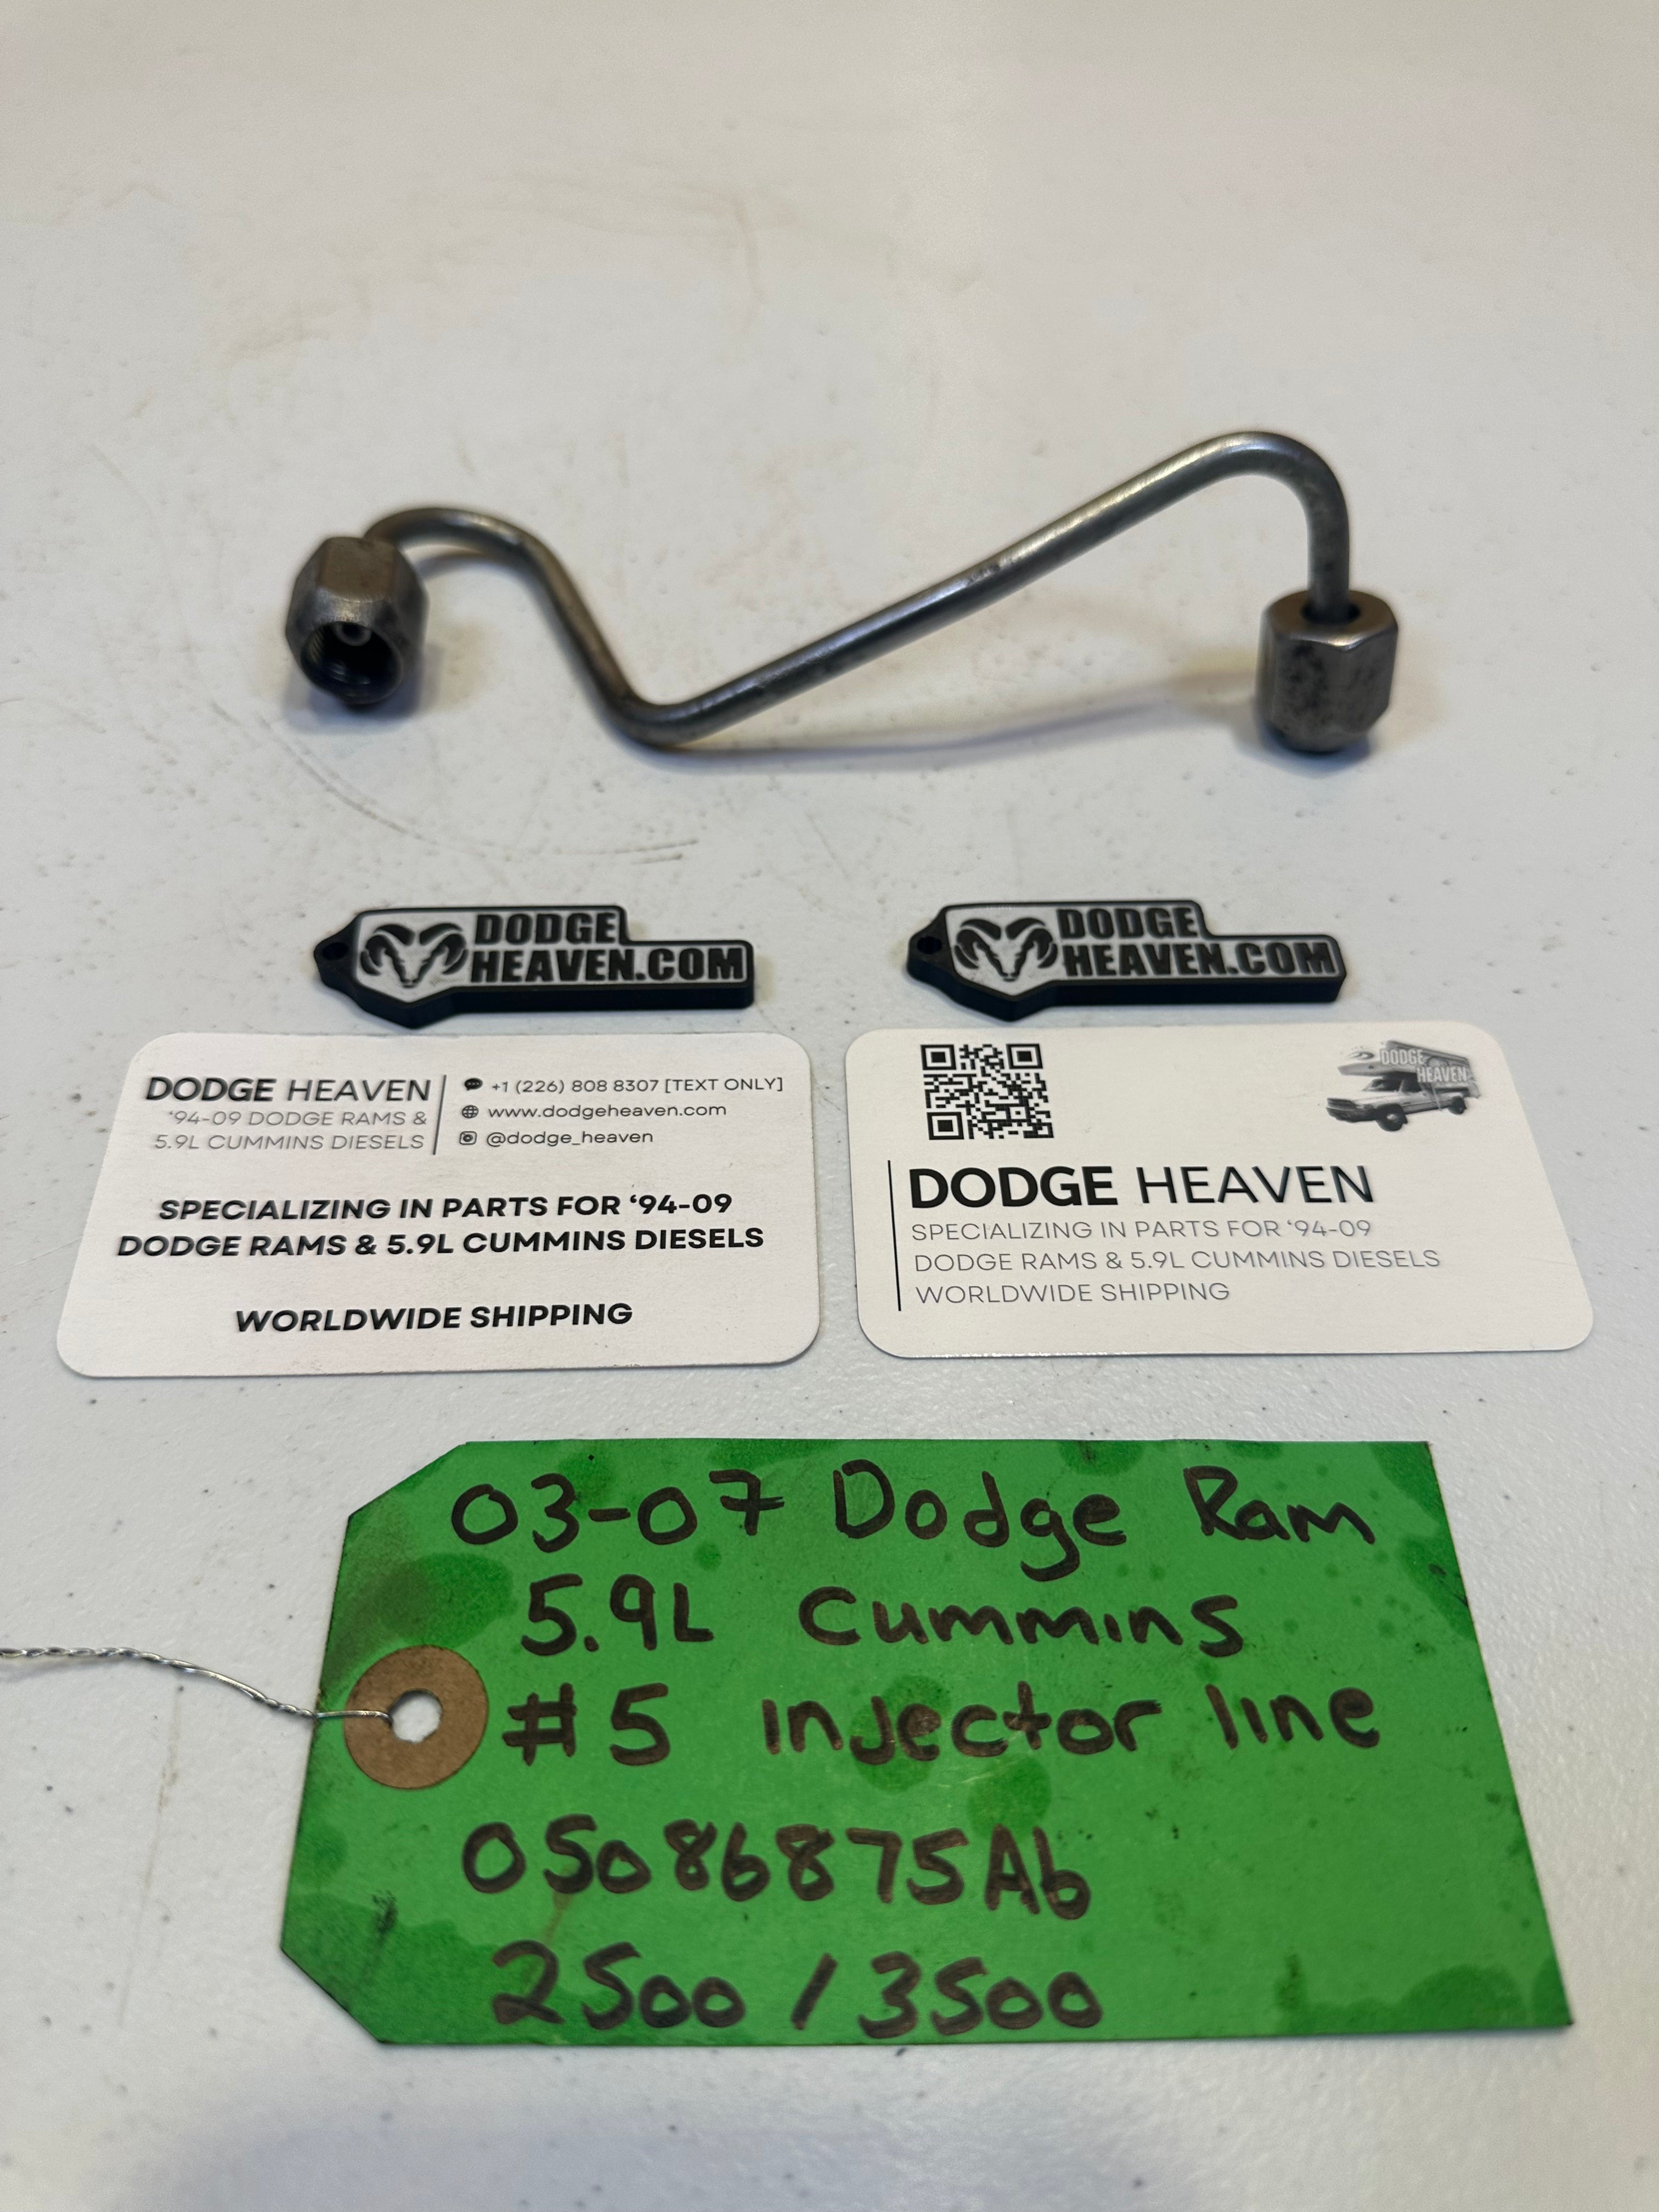 DODGE
HEAVEN.COM
DODGE
HEAVEN.COM
DODGE HEAVEN
'94-09 DODGE RAMS &
5.9L CUMMINS DIESELS
+1 (226) 808 8307 [TEXT ONLY]
www.dodgeheaven.com
@dodge_heaven
SPECIALIZING IN PARTS FOR '94-09
DODGE RAMS & 5.9L CUMMINS DIESELS
WORLDWIDE SHIPPING
DODGE
HEAVEN
DODGE HEAVEN
SPECIALIZING IN PARTS FOR '94-09
DODGE RAMS & 5.9L CUMMINS DIESELS
WORLDWIDE SHIPPING
03-07 Dodge Ram
5.9L Cummins
#5 injector line
05086875Ab
2500 / 3500